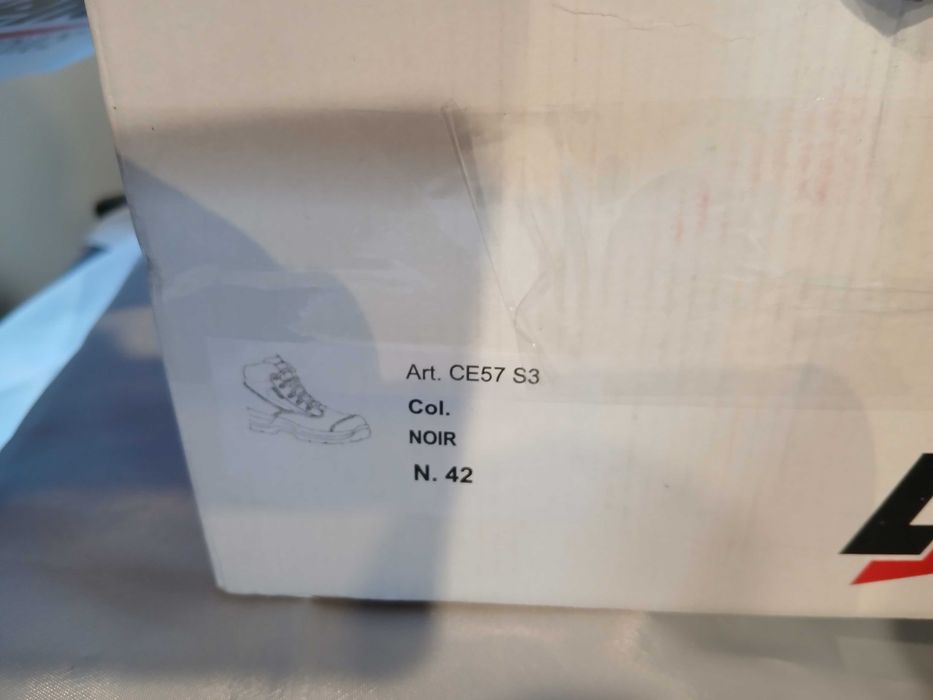 Art. CE57 S3
Col.
NOIR
N. 42